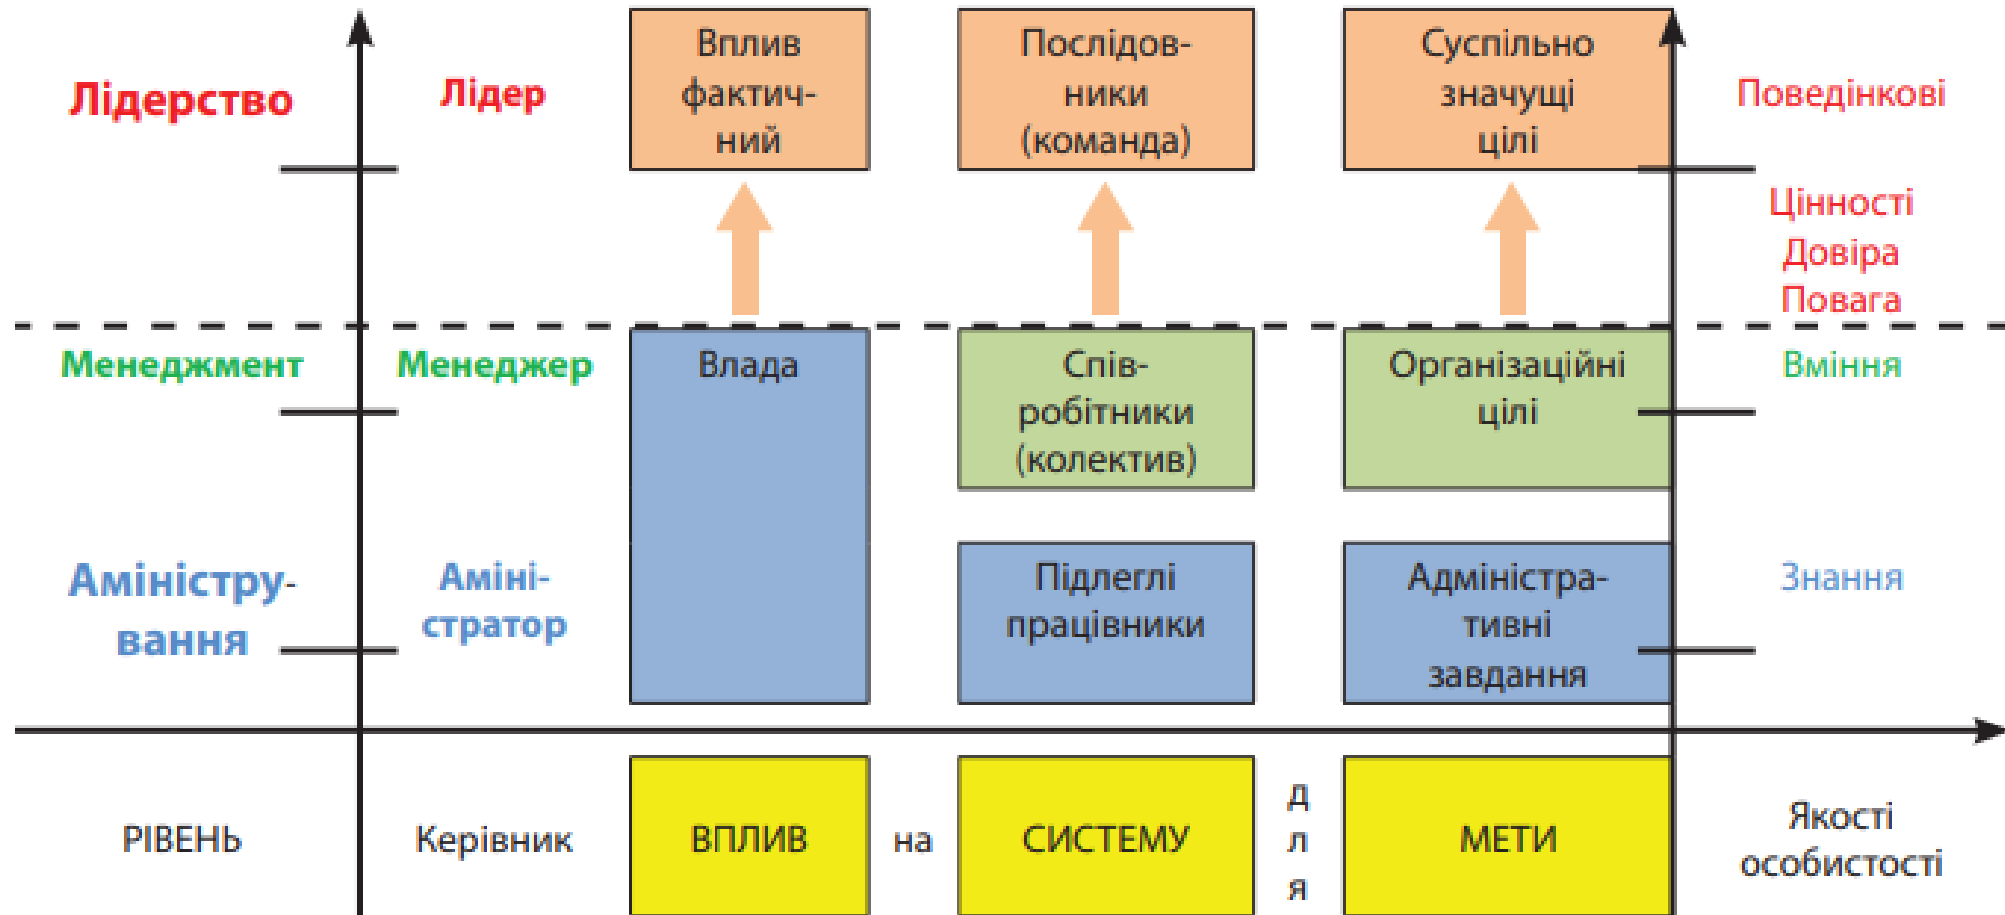 Лідерство
Лідер
Вплив
фактич-
ний
Послідов-
ники
(команда)
Суспільно
значущі
цілі
Поведінкові
Цінності
Довіра
Повага
Менеджмент
Менеджер
Влада
Спів-
робітники
(колектив)
Організаційні
цілі
Вміння
Аміністру­-
вання
Аміні-
стратор
Підлеглі
працівники
Адміністра-
тивні
завдання
Знання
РІВЕНЬ
Керівник
ВПЛИВ
на
СИСТЕМУ
д
л
я
МЕТИ
Якості
особистості